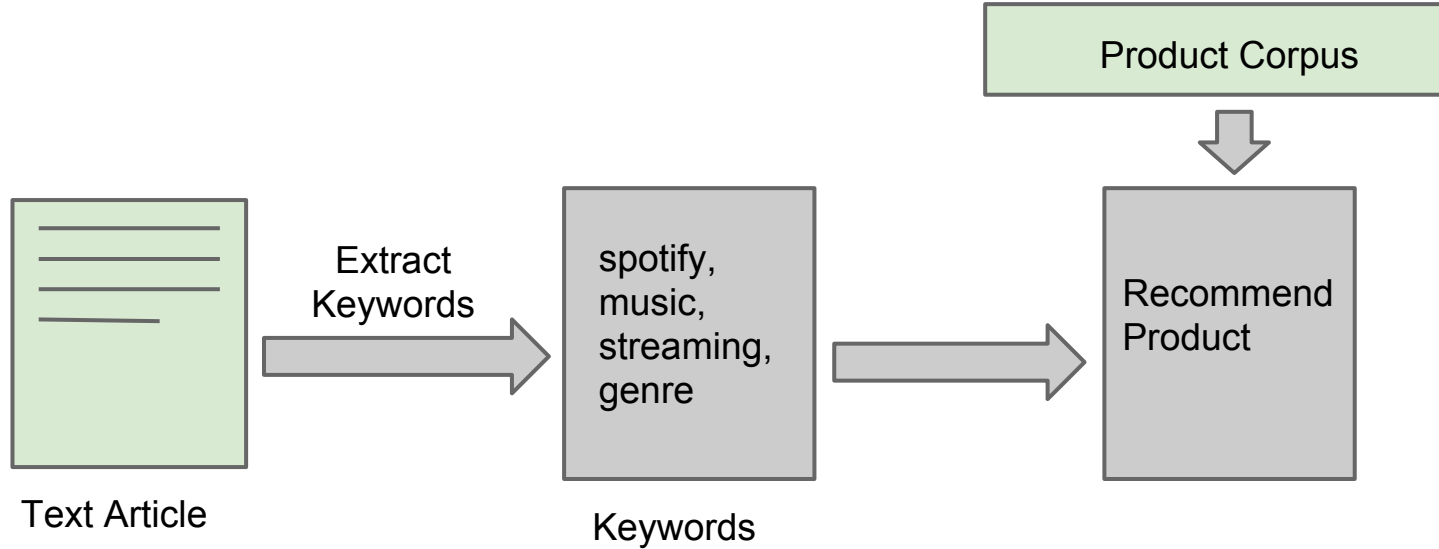 Product Corpus
Extract
Keywords
spotify,
music,
streaming,
genre
Recommend
Product
Text Article
Keywords